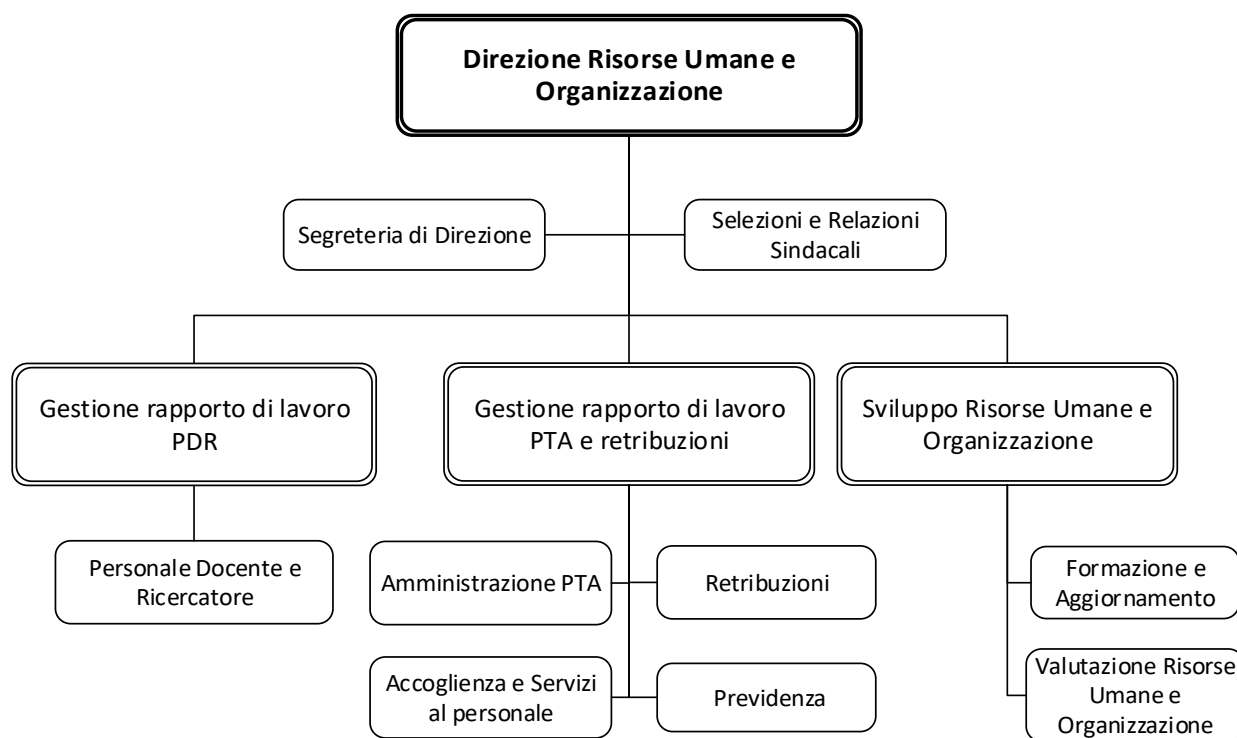 Direzione Risorse Umane e
Organizzazione
Segreteria di Direzione
Selezioni e Relazioni
Sindacali
Gestione rapporto di lavoro
PDR
Gestione rapporto di lavoro
PTA e retribuzioni
Sviluppo Risorse Umane e
Organizzazione
Personale Docente e
Ricercatore
Amministrazione PTA
Retribuzioni
Formazione e
Aggiornamento
Accoglienza e Servizi
al personale
Previdenza
Valutazione Risorse
Umane e
Organizzazione